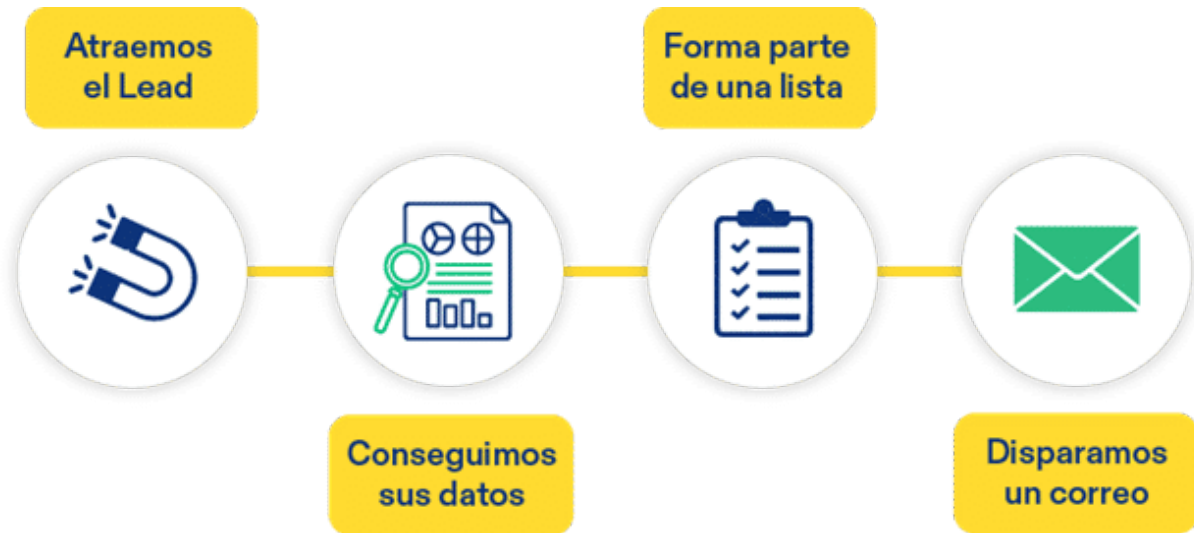 Atraemos
el Lead
Conseguimos
sus datos
Forma parte
de una lista
Disparamos
un correo